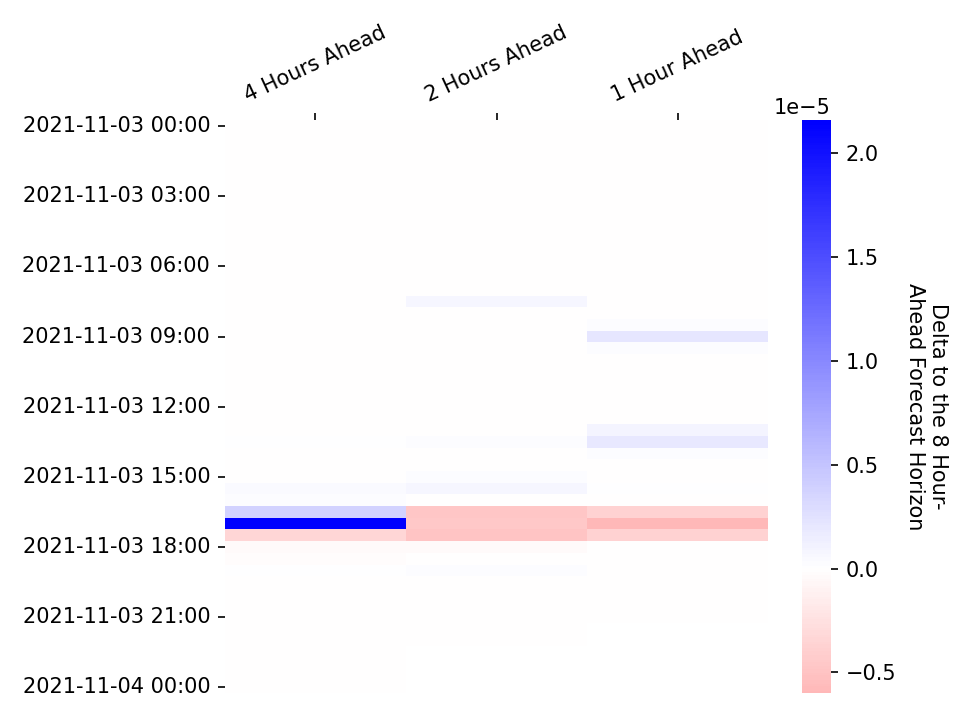 4 Hours Ahead
2 Hours Ahead
1 Hour Ahead
1e−5
2021-11-03 00:00
2021-11-03 03:00
2021-11-03 06:00
2021-11-03 09:00
2021-11-03 12:00
2021-11-03 15:00
2021-11-03 18:00
2021-11-03 21:00
2021-11-04 00:00
2.0
1.5
1.0
0.5
0.0
−0.5
Delta to the 8 Hour-
Ahead Forecast Horizon